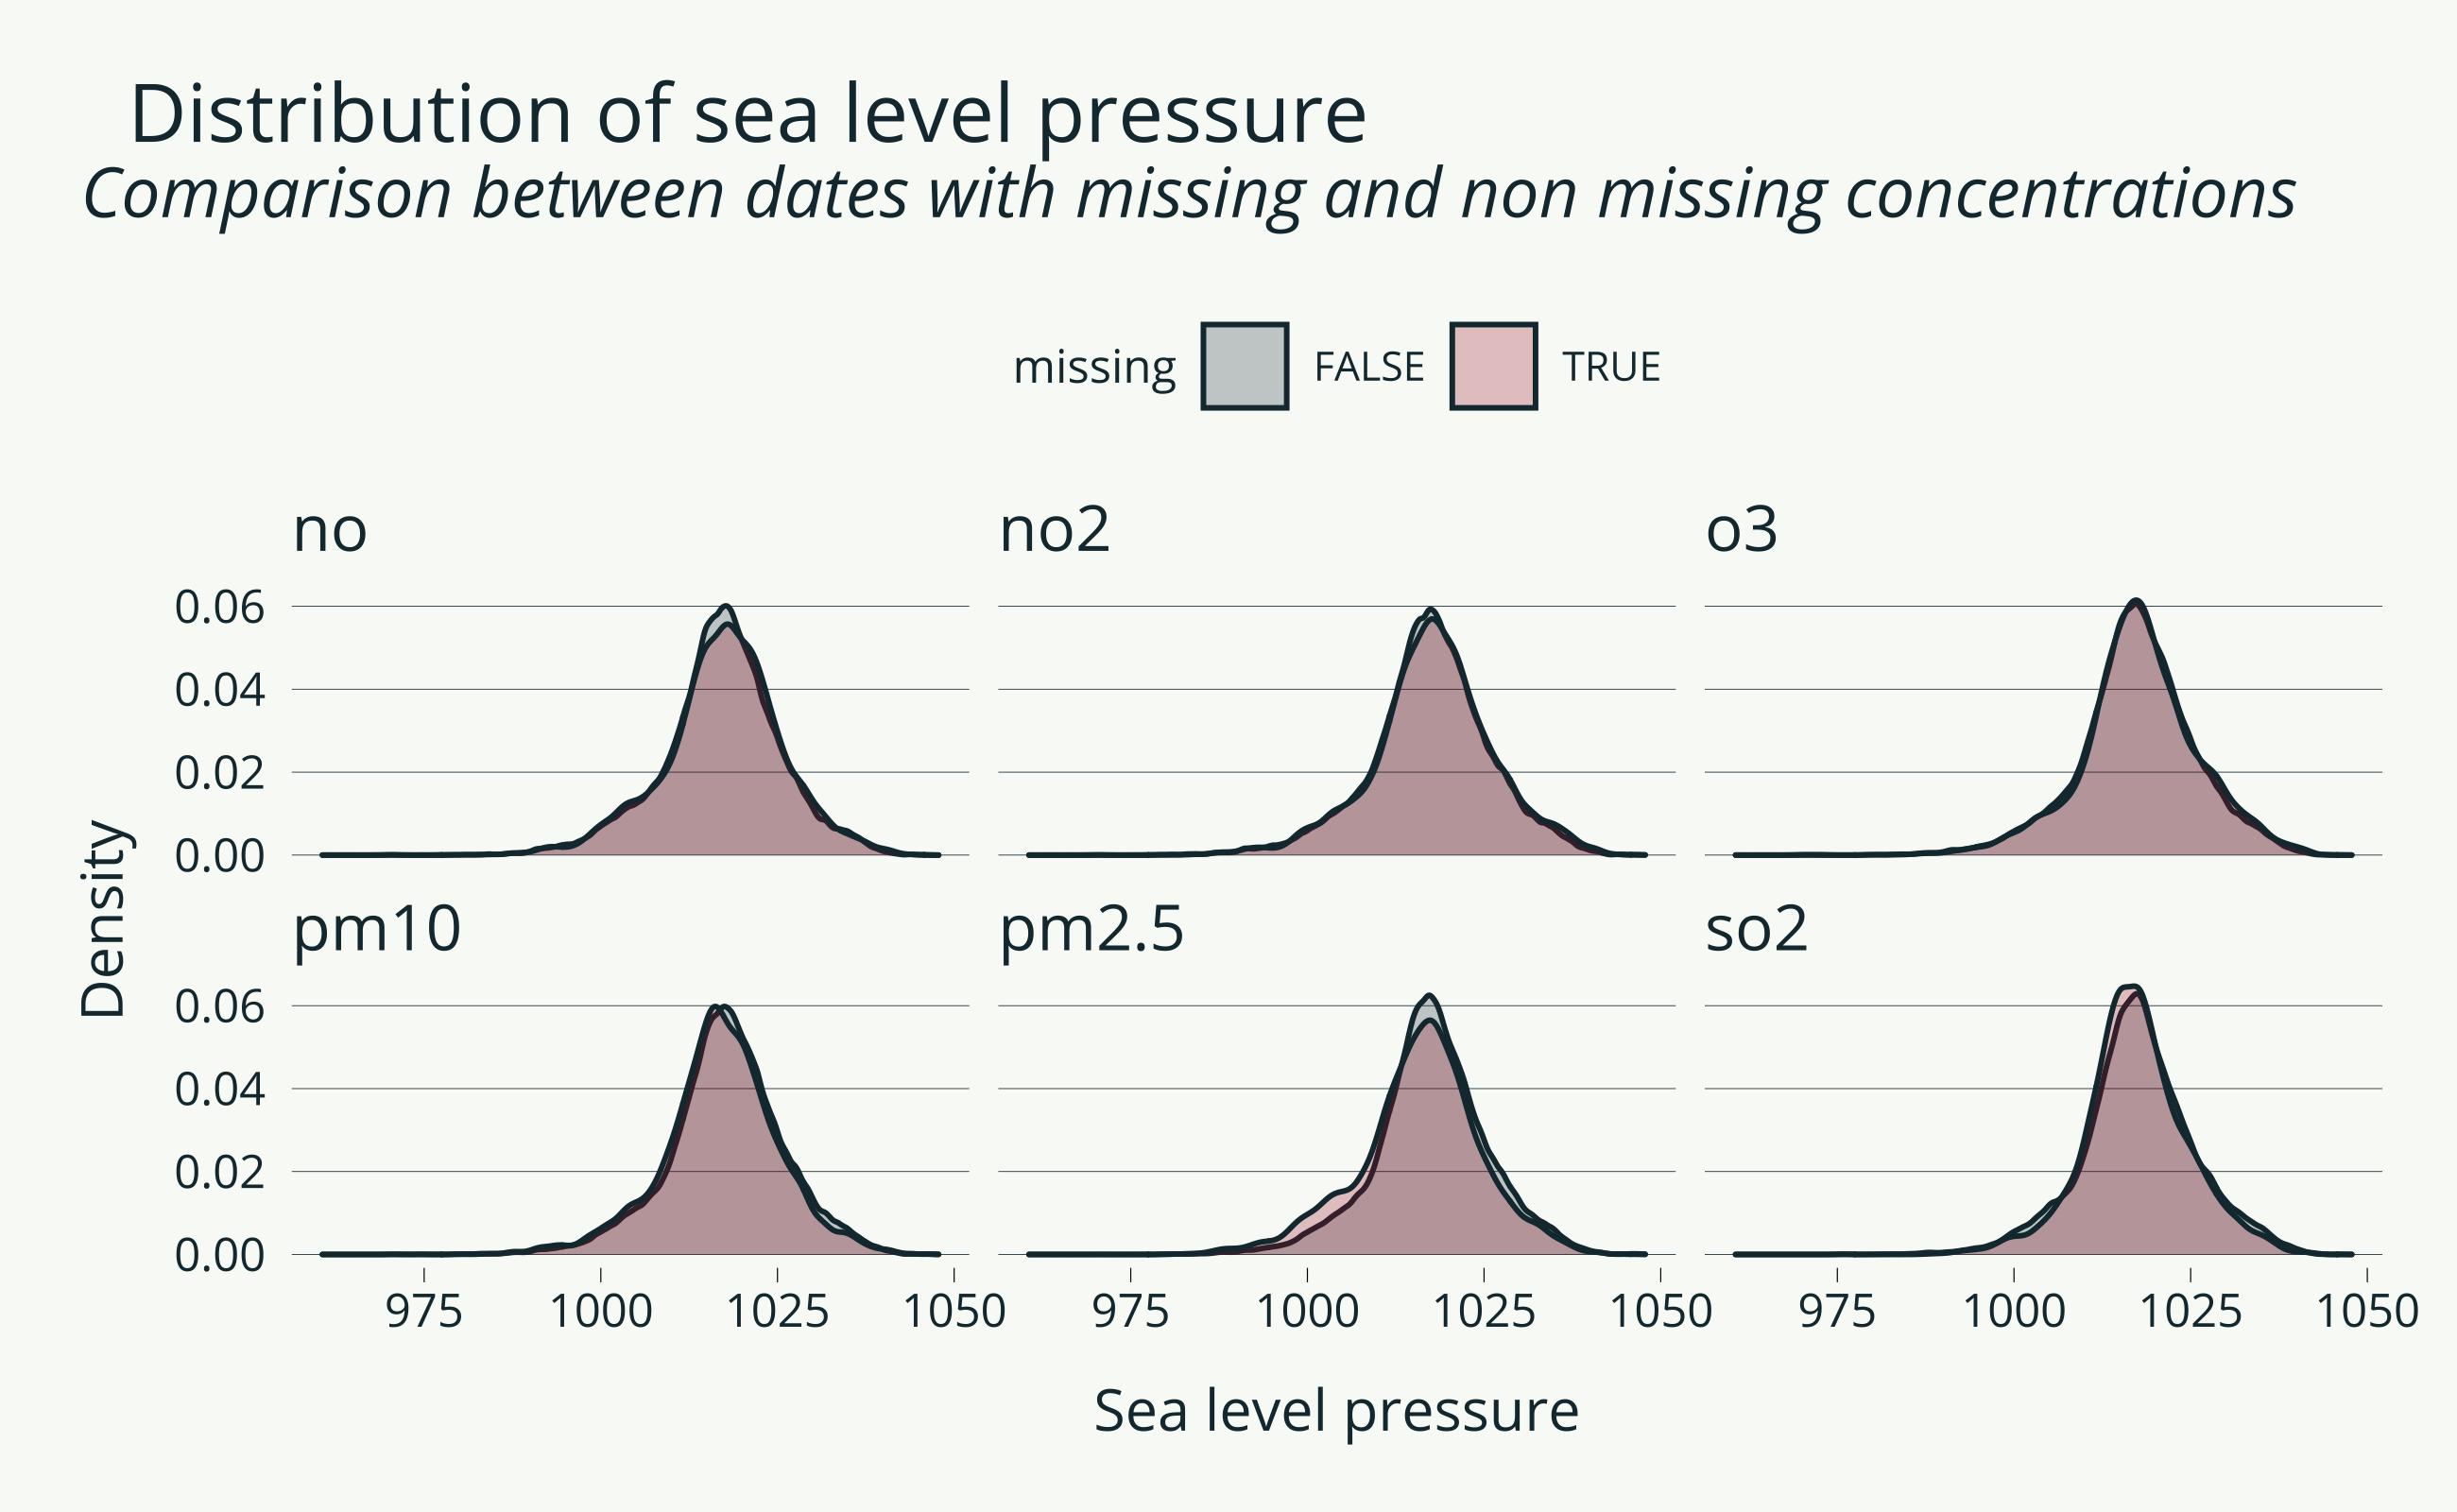 Distribution of sea level pressure
Comparison between dates with missing and non missing concentrations
missing FALSE TRUE
no no2 o3
0.06
0.04
0.02
0.00
pm10 pm2.5 so2
0.06
0.04
0.02
0.00
Density
975 1000 1025 1050 975 1000 1025 1050 975 1000 1025 1050
Sea level pressure